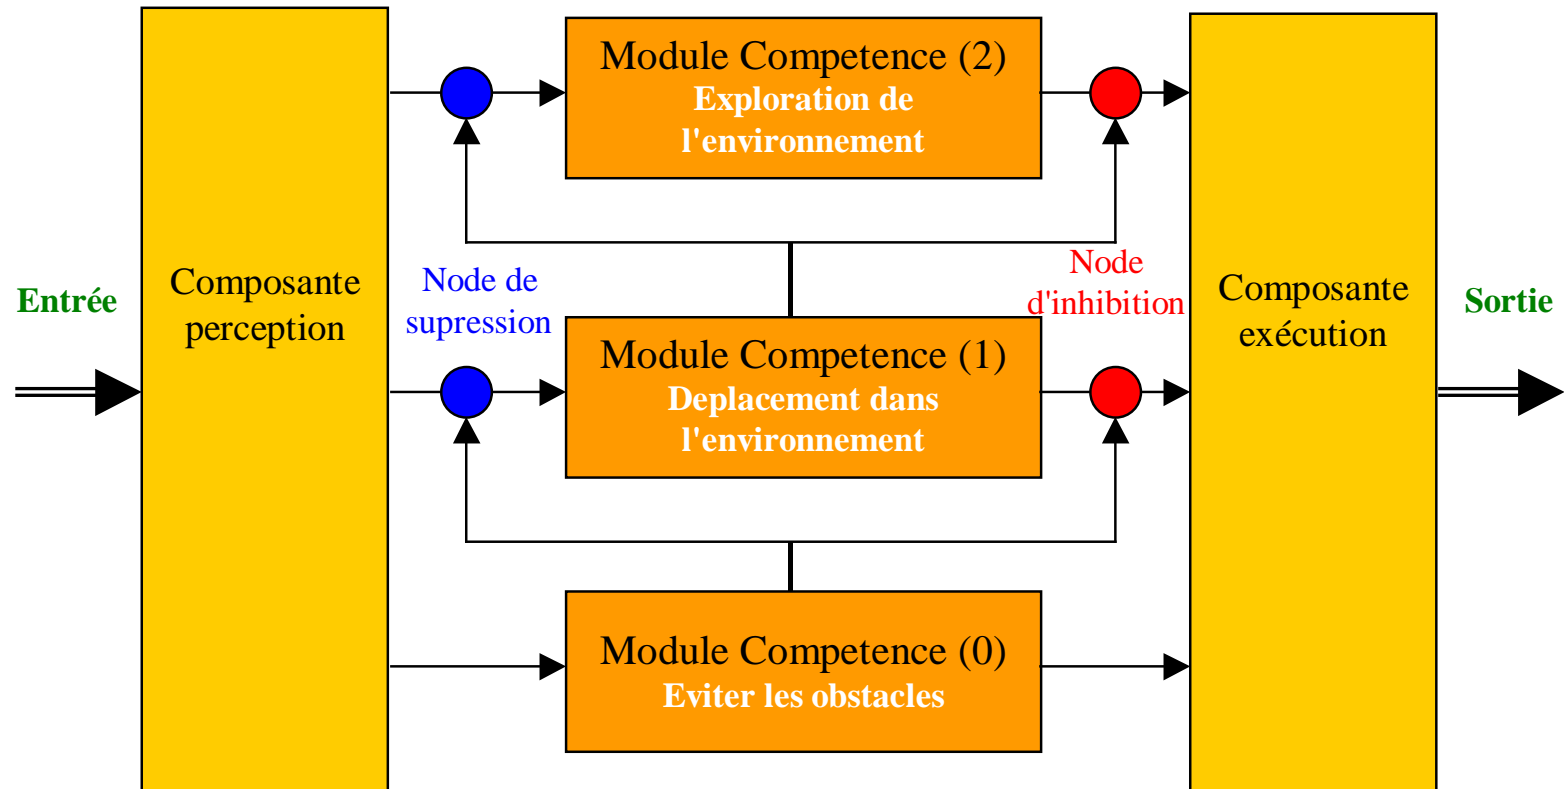 Entrée
Composante
perception
Node de
supression
Module Competence (2)
Exploration de
l'environnement
Module Competence (1)
Deplacement dans
l'environnement
Module Competence (0)
Eviter les obstacles
Node
d'inhibition
Composante
exécution
Sortie